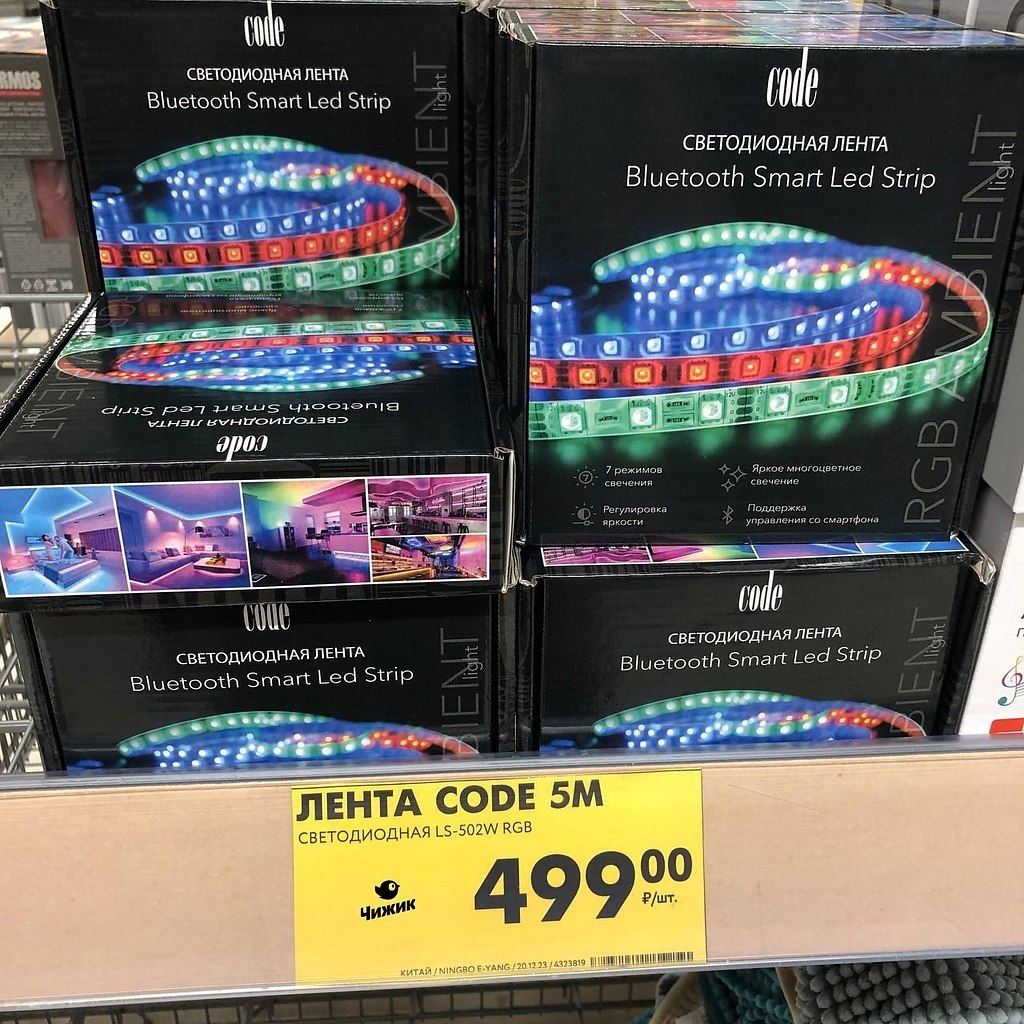 code
СВЕТОДИОДНАЯ ЛЕНТА
Bluetooth Smart Led Strip
AMBIENT
light
code
СВЕТОДИОДНАЯ ЛЕНТА
Bluetooth Smart Led Strip
RGB AMBIENT
light
7 режимов
свечения
Яркое многоцветное
свечение
Регулировка
яркости
Поддержка
управления со смартфона
code
СВЕТОДИОДНАЯ ЛЕНТА
Bluetooth Smart Led Strip
light
code
СВЕТОДИОДНАЯ ЛЕНТА
Bluetooth Smart Led Strip
light
code
СВЕТОДИОДНАЯ ЛЕНТА
Bluetooth Smart Led Strip
light
ЛЕНТА CODE 5М
СВЕТОДИОДНАЯ LS-502W RGB
Чижик
499 00
₽/шт.
КИТАЙ / NINGBO E-YANG / 20.12.23 / 4323819